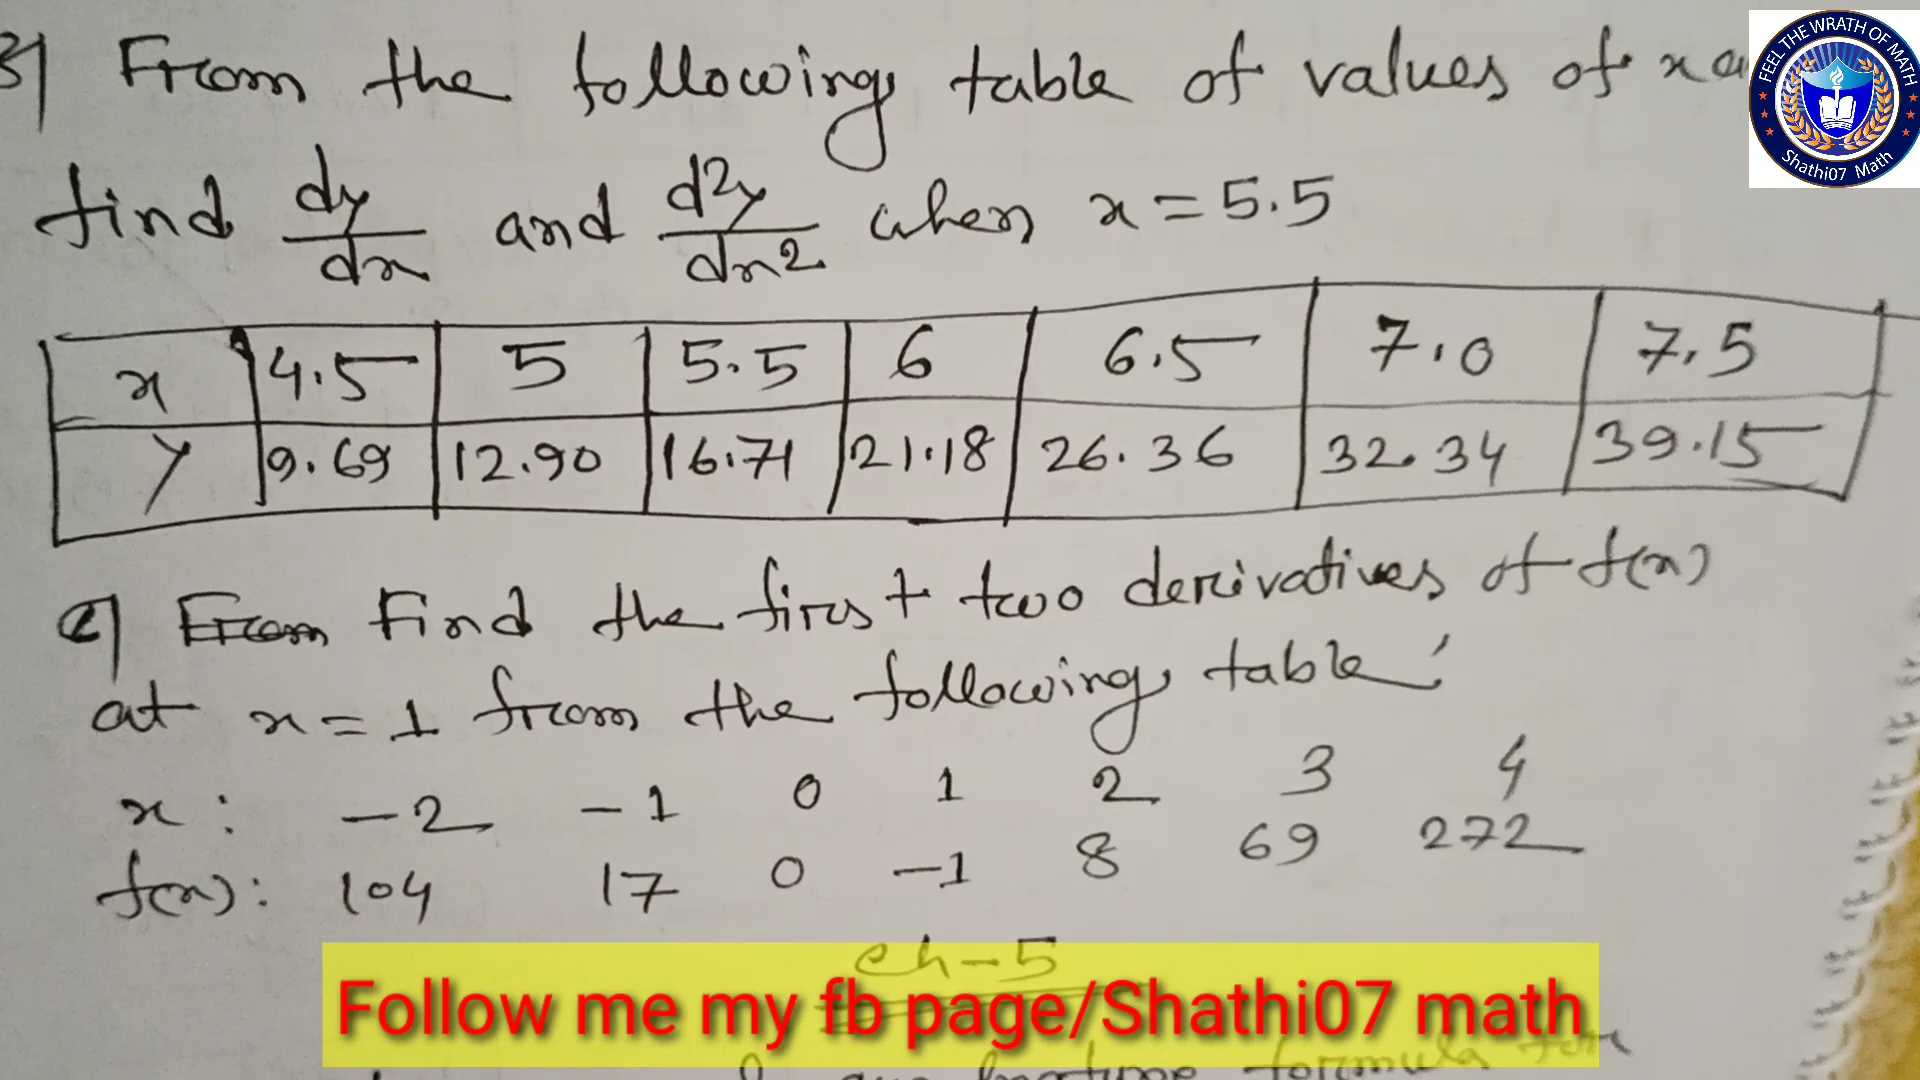 3) From the following table of values of x
find dy/dx and d²y/dx² when x = 5.5
x 4.5 5 5.5 6 6.5 7.0 7.5
y 9.69 12.90 16.71 21.18 26.36 32.34 39.15
c) From Find the first two derivatives of f(x)
at x = 1 from the following table:
x: -2 -1 0 1 2 3 4
f(x): 104 17 0 -1 8 69 272
ch-5
Follow me my fb page/Shathi07 math
formula for
FEEL THE WRATH OF MATH
Shathi07 Math